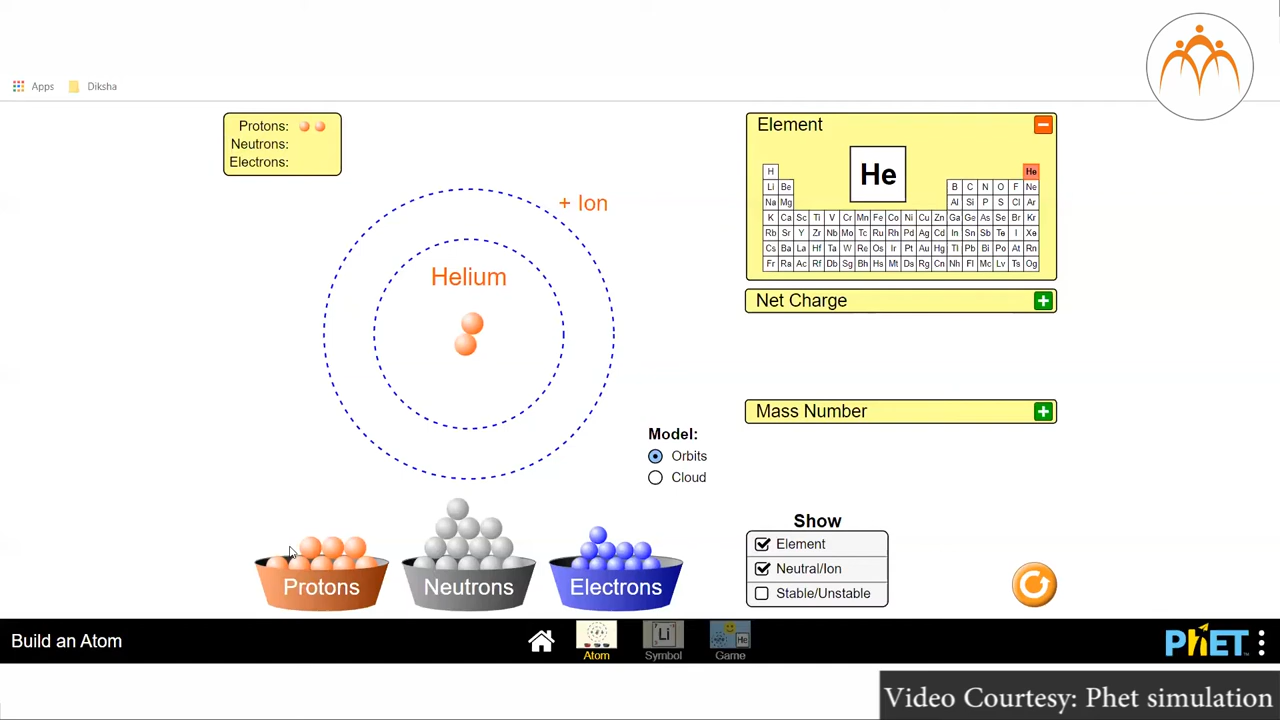 Apps Diksha
Protons:
Neutrons:
Electrons:
+ Ion
Helium
Element
He
H He
Li Be B C N O F Ne
Na Mg Al Si P S Cl Ar
K Ca Sc Ti V Cr Mn Fe Co Ni Cu Zn Ga Ge As Se Br Kr
Rb Sr Y Zr Nb Mo Tc Ru Rh Pd Ag Cd In Sn Sb Te I Xe
Cs Ba La Hf Ta W Re Os Ir Pt Au Hg Tl Pb Bi Po At Rn
Fr Ra Ac Rf Db Sg Bh Hs Mt Ds Rg Cn Nh Fl Mc Lv Ts Og
Net Charge
Mass Number
Model:
Orbits
Cloud
Protons
Neutrons
Electrons
Show
Element
Neutral/Ion
Stable/Unstable
Build an Atom
Atom
Li
Symbol
He
Game
PhET
Video Courtesy: Phet simulation